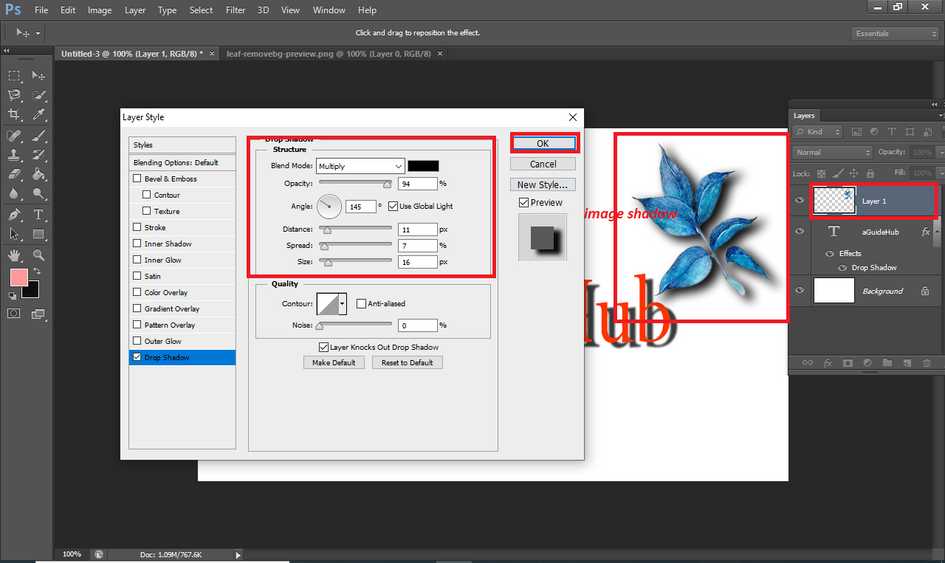 Ps File Edit Image Layer Type Select Filter 3D View Window Help
Click and drag to reposition the effect.
Essentials
Untitled-3 @ 100% (Layer 1, RGB/8) * × leaf-removebg-preview.png @ 100% (Layer 0, RGB/8) ×
Layer Style
Styles
Blending Options: Default
Bevel & Emboss
Contour
Texture
Stroke
Inner Shadow
Inner Glow
Satin
Color Overlay
Gradient Overlay
Pattern Overlay
Outer Glow
Drop Shadow
Drop Shadow
Structure
Blend Mode: Multiply
Opacity: 94 %
Angle: 145 ° Use Global Light
Distance: 11 px
Spread: 7 %
Size: 16 px
Quality
Contour: Anti-aliased
Noise: 0 %
Layer Knocks Out Drop Shadow
Make Default Reset to Default
OK
Cancel
New Style...
Preview
image shadow
Hub
Layers
Kind
Normal Opacity: 100%
Lock: Fill: 100%
Layer 1
T aGuideHub fx
Effects
Drop Shadow
Background
100% Doc: 1.09M/767.6K